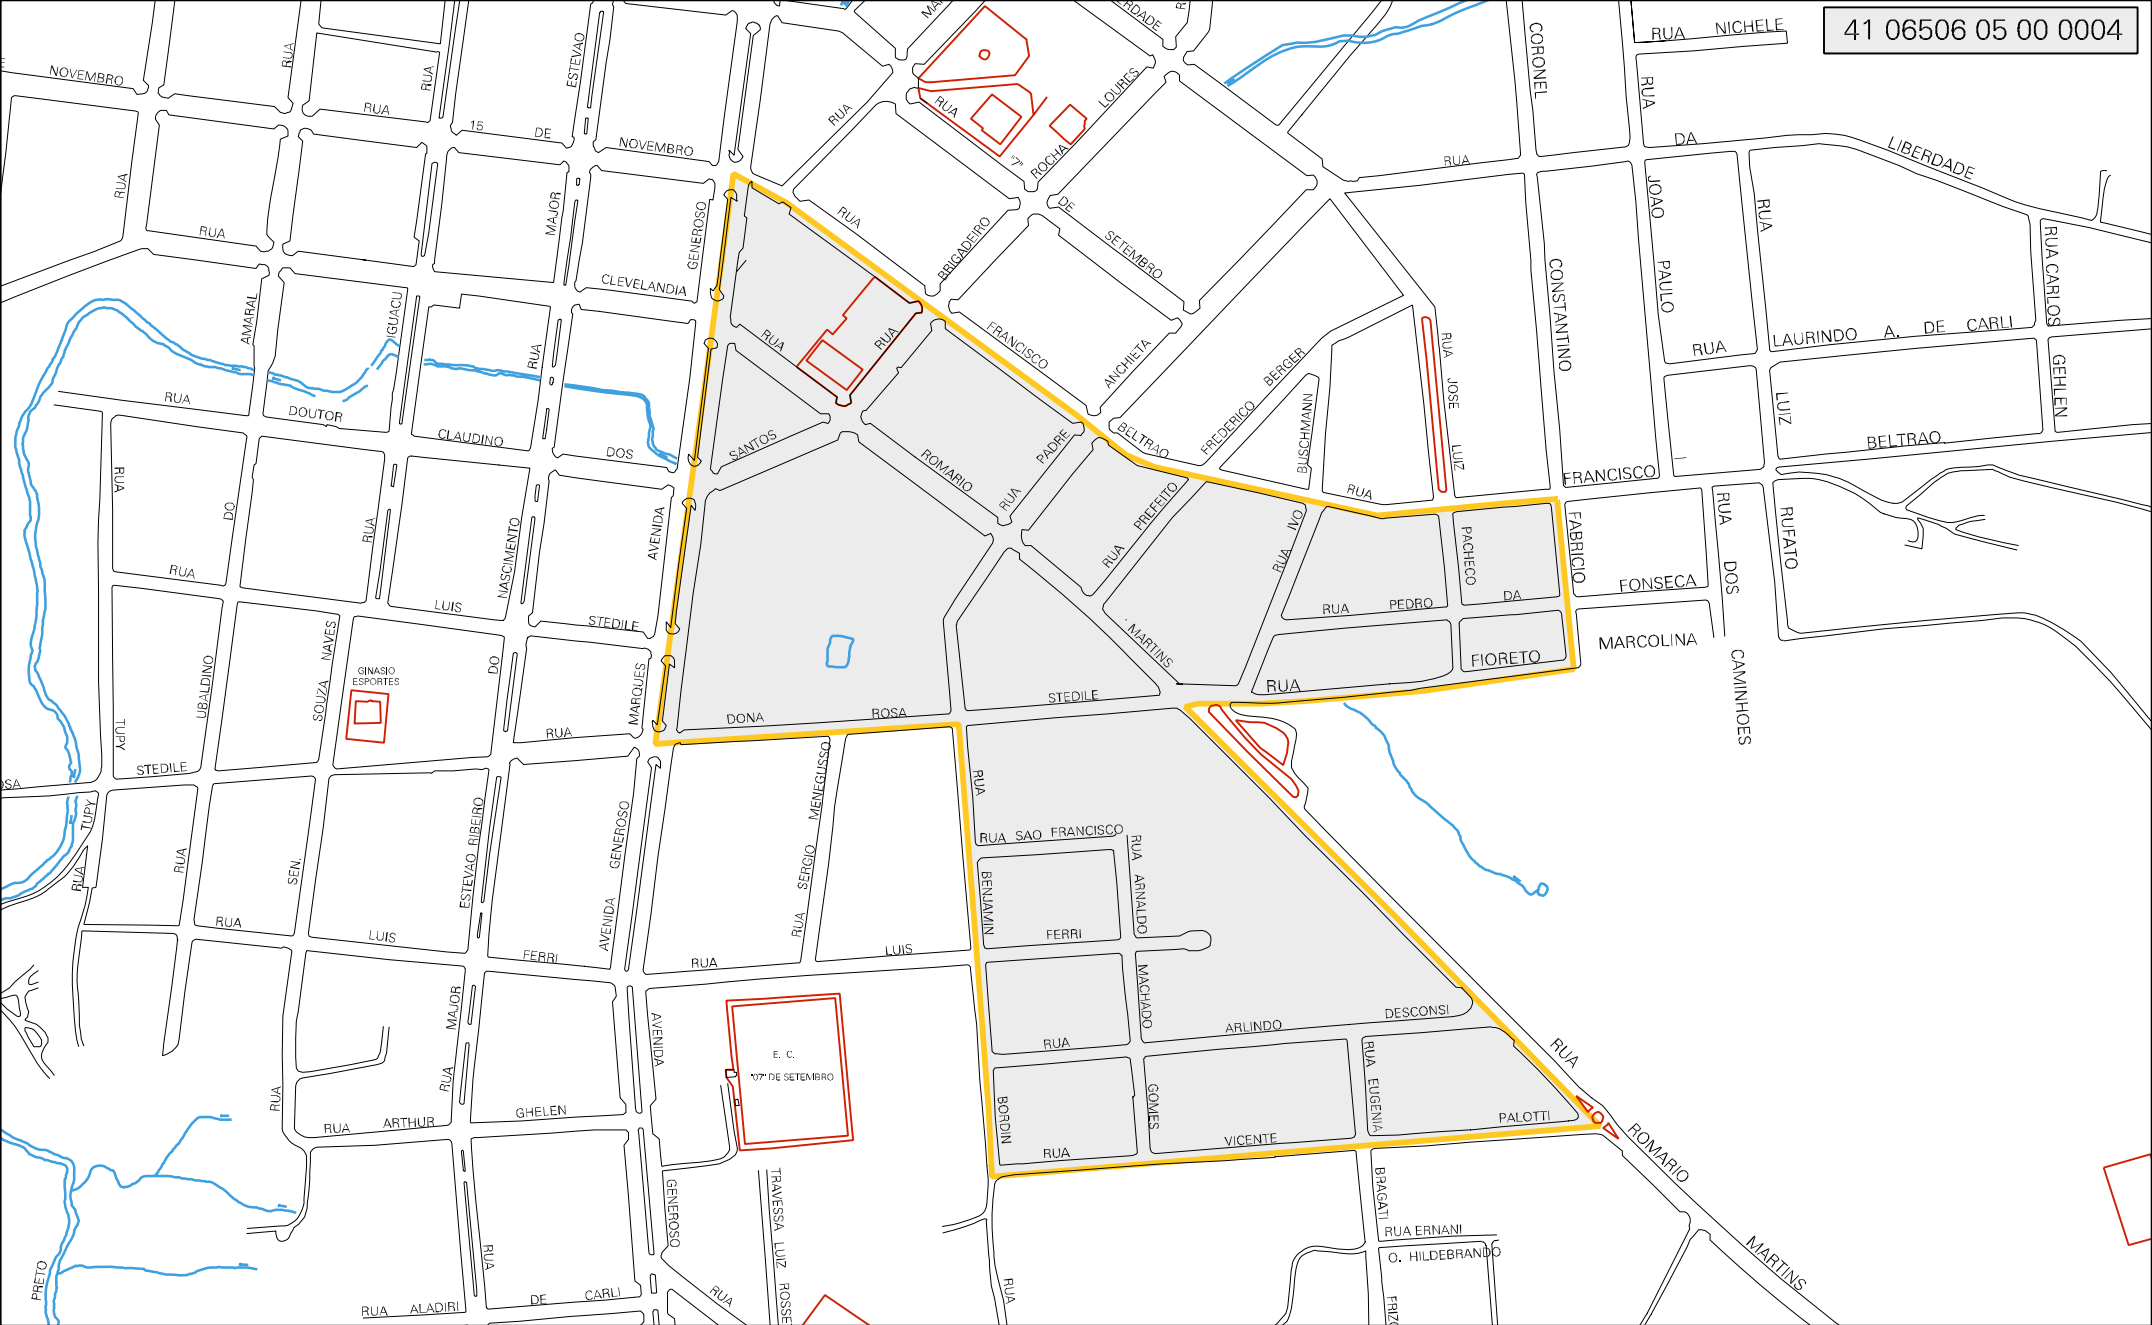 41 06506 05 00 0004
RUA NICHELE
NOVEMBRO
RUA
RUA
RUA
ESTEVAO
CORONEL
RUA
15 DE NOVEMBRO
RUA
RUA
LOURES
ROCHA
"7"
DE
SETEMBRO
RUA
DA
LIBERDADE
RUA
RUA
MAJOR
GENEROSO
CLEVELANDIA
RUA
BRIGADEIRO
JOAO
PAULO
RUA
RUA CARLOS
GEHLEN
CONSTANTINO
AMARAL
IGUACU
RUA
RUA
RUA
FRANCISCO
BELTRAO
ANCHIETA
FREDERICO BERGER
BUSCHMANN
RUA
JOSE
LUIZ
RUA
LAURINDO A. DE CARLI
LUIZ
BELTRAO
FRANCISCO
RUA
RUA
DOUTOR
CLAUDINO
DOS
SANTOS
ROMARIO
PADRE
RUA
PREFEITO
RUA
IVO
RUA
PACHECO
FABRICIO
RUA
DOS
CAMINHOES
RUFATO
RUA
DO
RUA
NASCIMENTO
AVENIDA
RUA
LUIS
STEDILE
RUA PEDRO DA FONSECA
MARTINS
RUA FIORETO
MARCOLINA
NAVES
SOUZA
UBALDINO
GINASIO
ESPORTES
DO
MARQUES
TUPY
RUA
DONA ROSA STEDILE
STEDILE
TUPY
RUA
RUA
SEN.
ESTEVAO RIBEIRO
AVENIDA GENEROSO
RUA SERGIO MENEGUSSO
RUA
BENJAMIN
BORDIN
RUA SAO FRANCISCO
RUA ARNALDO
MACHADO
GOMES
RUA
LUIS
FERRI
RUA
LUIS
FERRI
MAJOR
RUA
AVENIDA
GENEROSO
E. C.
"07" DE SETEMBRO
RUA
ARLINDO
DESCONSI
RUA
EUGENIA
BRAGATI
RUA
VICENTE
PALOTTI
RUA
ROMARIO
MARTINS
RUA
RUA ARTHUR GHELEN
RUA ERNANI
O. HILDEBRANDO
TRAVESSA LUIZ
RUA
PRETO
RUA ALADIRI DE CARLI
RUA
RUA